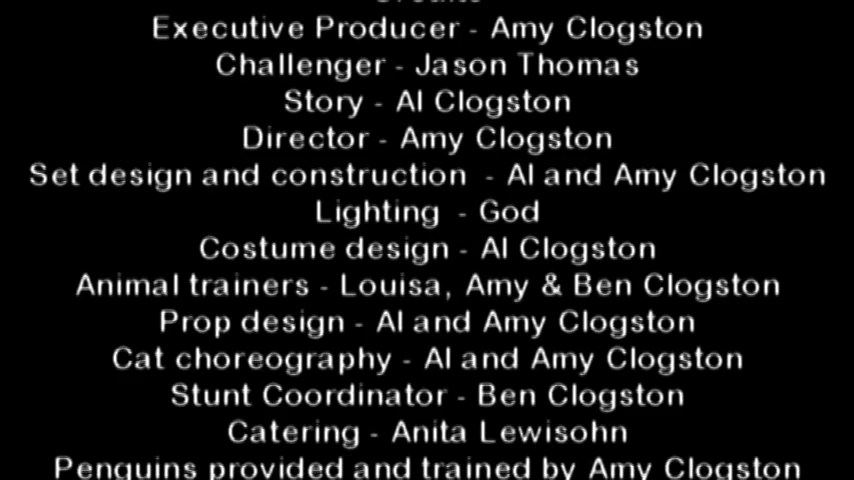 Credits
Executive Producer - Amy Clogston
Challenger - Jason Thomas
Story - Al Clogston
Director - Amy Clogston
Set design and construction - Al and Amy Clogston
Lighting - God
Costume design - Al Clogston
Animal trainers - Louisa, Amy & Ben Clogston
Prop design - Al and Amy Clogston
Cat choreography - Al and Amy Clogston
Stunt Coordinator - Ben Clogston
Catering - Anita Lewisohn
Penguins provided and trained by Amy Clogston